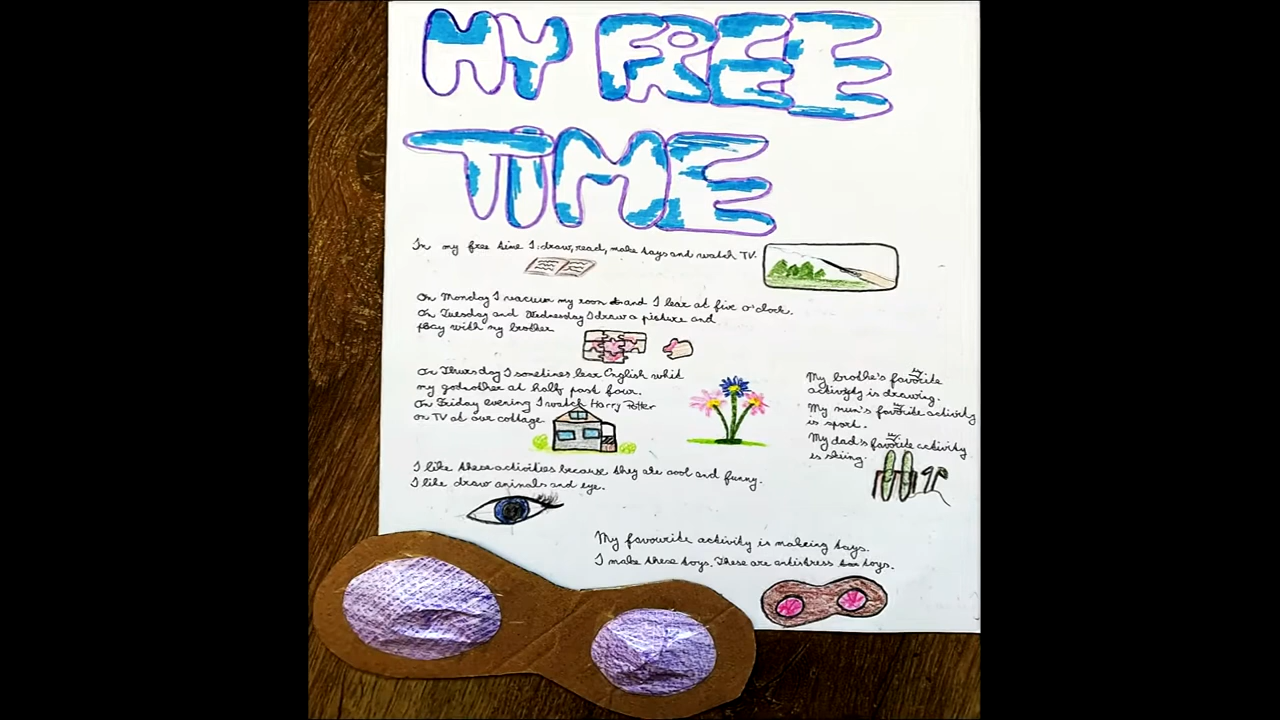 MY FREE
TIME
In my free time I: draw, read, make toys and watch TV.
On Monday I vacuum my room and I lear at five o'clock.
On Tuesday and Wednesday I draw a picture and
play with my brother
On Thursday I sometimes lear English whit
my godmother at half past four.
On Friday evening I watch Harry Potter
on TV at our cottage.
My brothe's favorite
activity is drawing.
My mum's favorite activity
is sport.
My dad's favorite activity
is skiing.
I like these activities because they are cool and funny.
I like draw animals and eye.
My favourite activity is making toys.
I make these toys. These are antistress toys.